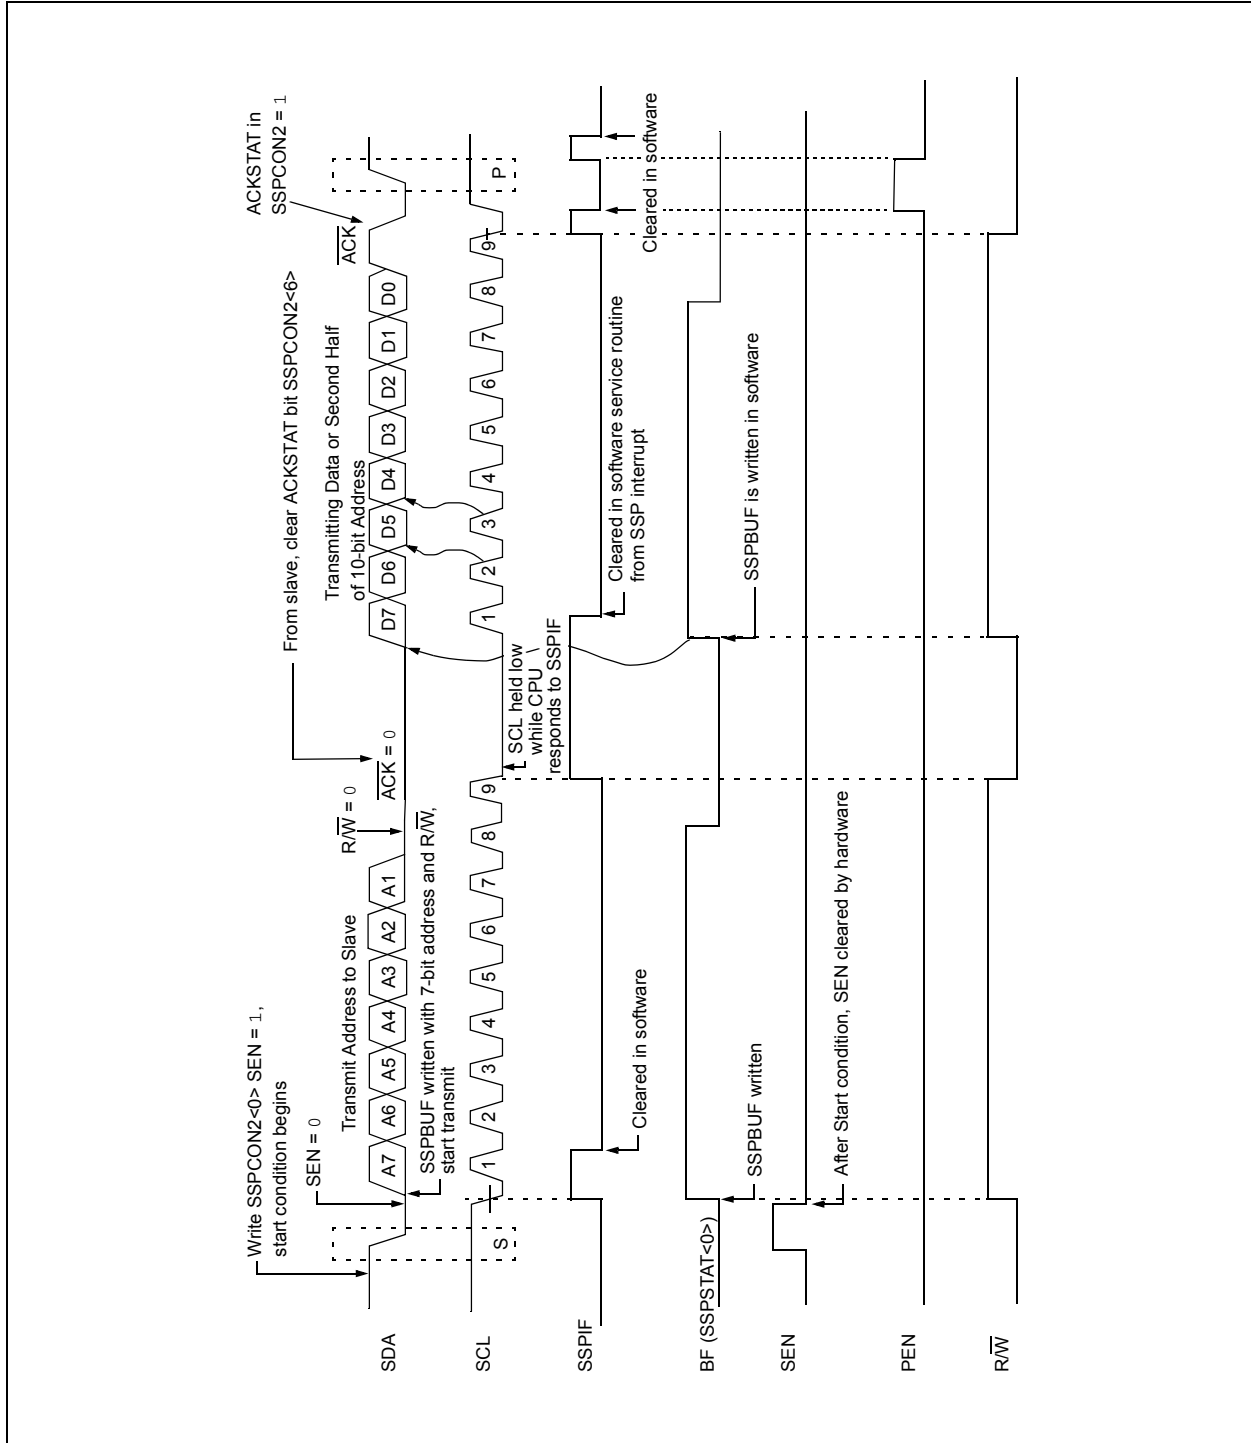 Write SSPCON2<0> SEN = 1,
start condition begins
SEN = 0
Transmit Address to Slave
R/W = 0
ACK = 0
From slave, clear ACKSTAT bit SSPCON2<6>
Transmitting Data or Second Half
of 10-bit Address
ACK
ACKSTAT in
SSPCON2 = 1
SDA
A7 A6 A5 A4 A3 A2 A1
D7 D6 D5 D4 D3 D2 D1 D0
SSPBUF written with 7-bit address and R/W,
start transmit
SCL
S
1 2 3 4 5 6 7 8 9
1 2 3 4 5 6 7 8 9
P
SCL held low
while CPU
responds to SSPIF
SSPIF
Cleared in software
Cleared in software service routine
from SSP interrupt
Cleared in software
BF (SSPSTAT<0>)
SSPBUF written
SSPBUF is written in software
SEN
After Start condition, SEN cleared by hardware
PEN
R/W